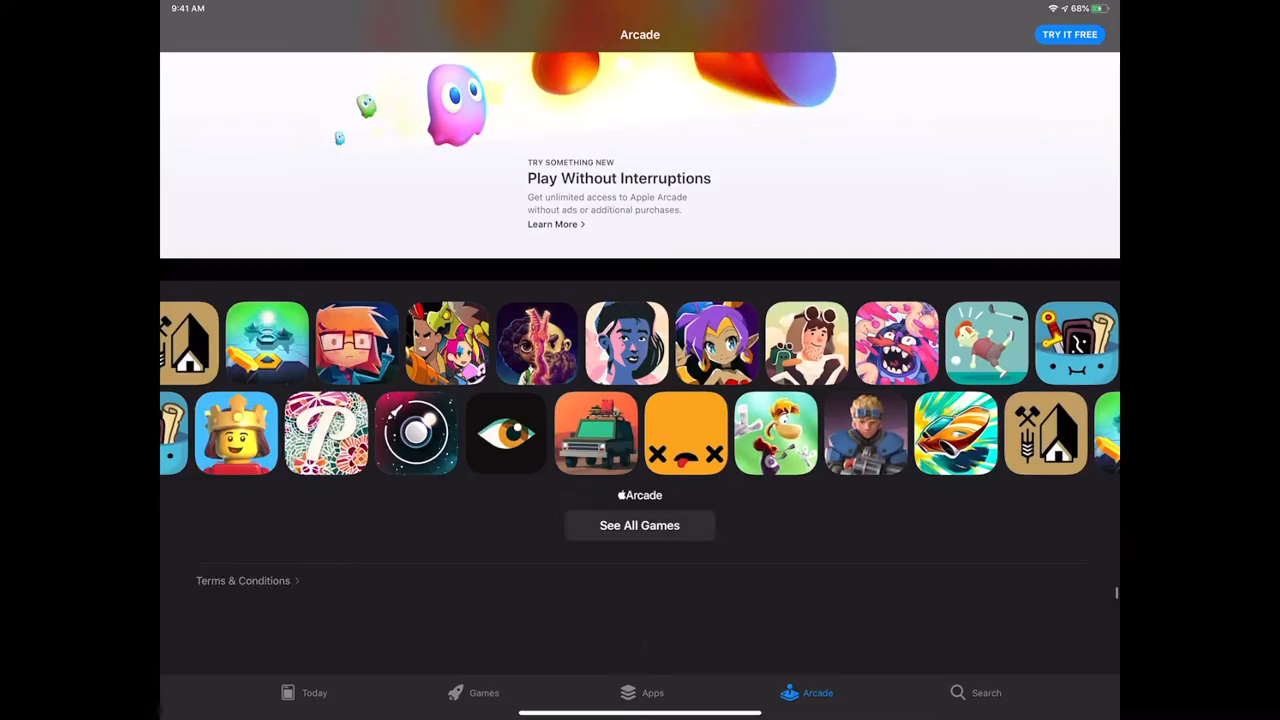 9:41 AM
68%
Arcade
TRY IT FREE
TRY SOMETHING NEW
Play Without Interruptions
Get unlimited access to Apple Arcade
without ads or additional purchases.
Learn More >
Arcade
See All Games
Terms & Conditions >
Today
Games
Apps
Arcade
Search